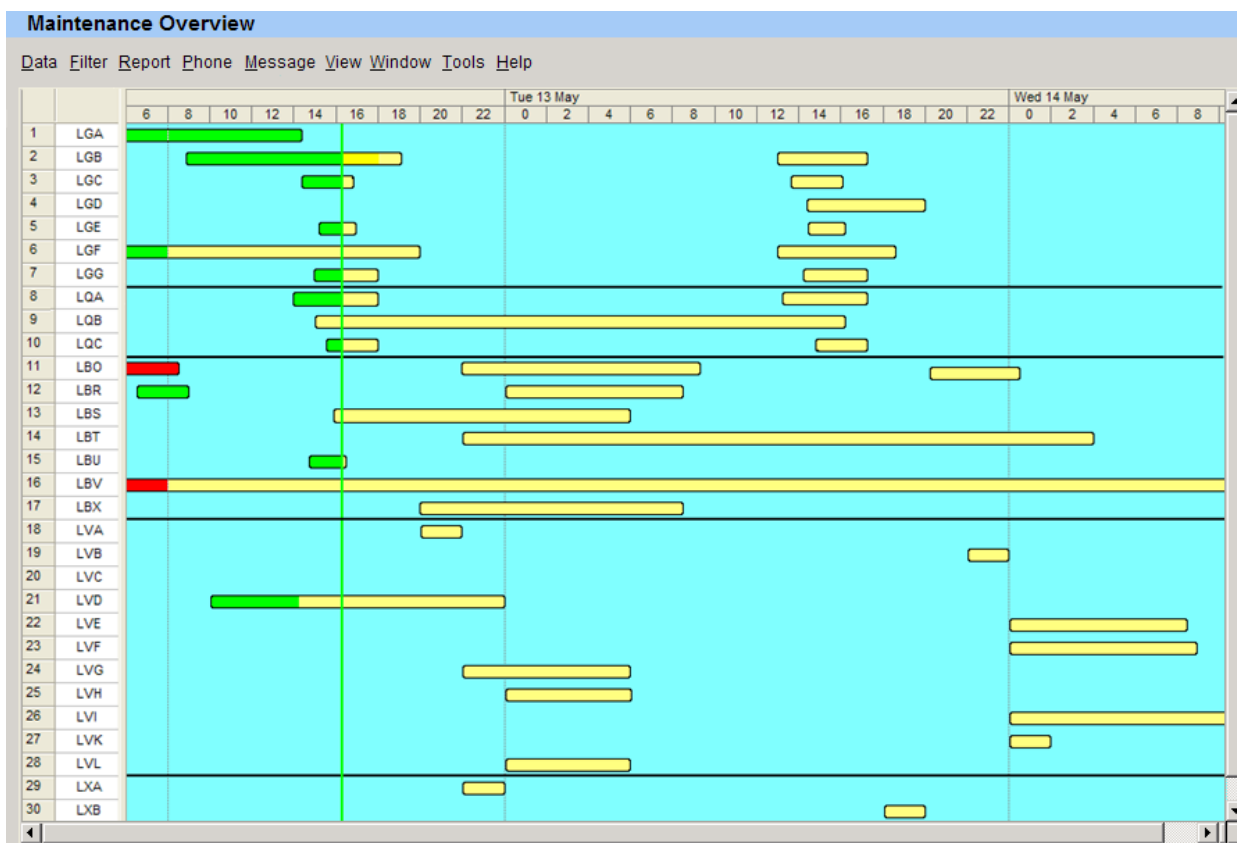 Maintenance Overview
Data Filter Report Phone Message View Window Tools Help
Tue 13 May Wed 14 May
6 8 10 12 14 16 18 20 22 0 2 4 6 8 10 12 14 16 18 20 22 0 2 4 6 8
1 LGA
2 LGB
3 LGC
4 LGD
5 LGE
6 LGF
7 LGG
8 LQA
9 LQB
10 LQC
11 LBO
12 LBR
13 LBS
14 LBT
15 LBU
16 LBV
17 LBX
18 LVA
19 LVB
20 LVC
21 LVD
22 LVE
23 LVF
24 LVG
25 LVH
26 LVI
27 LVK
28 LVL
29 LXA
30 LXB